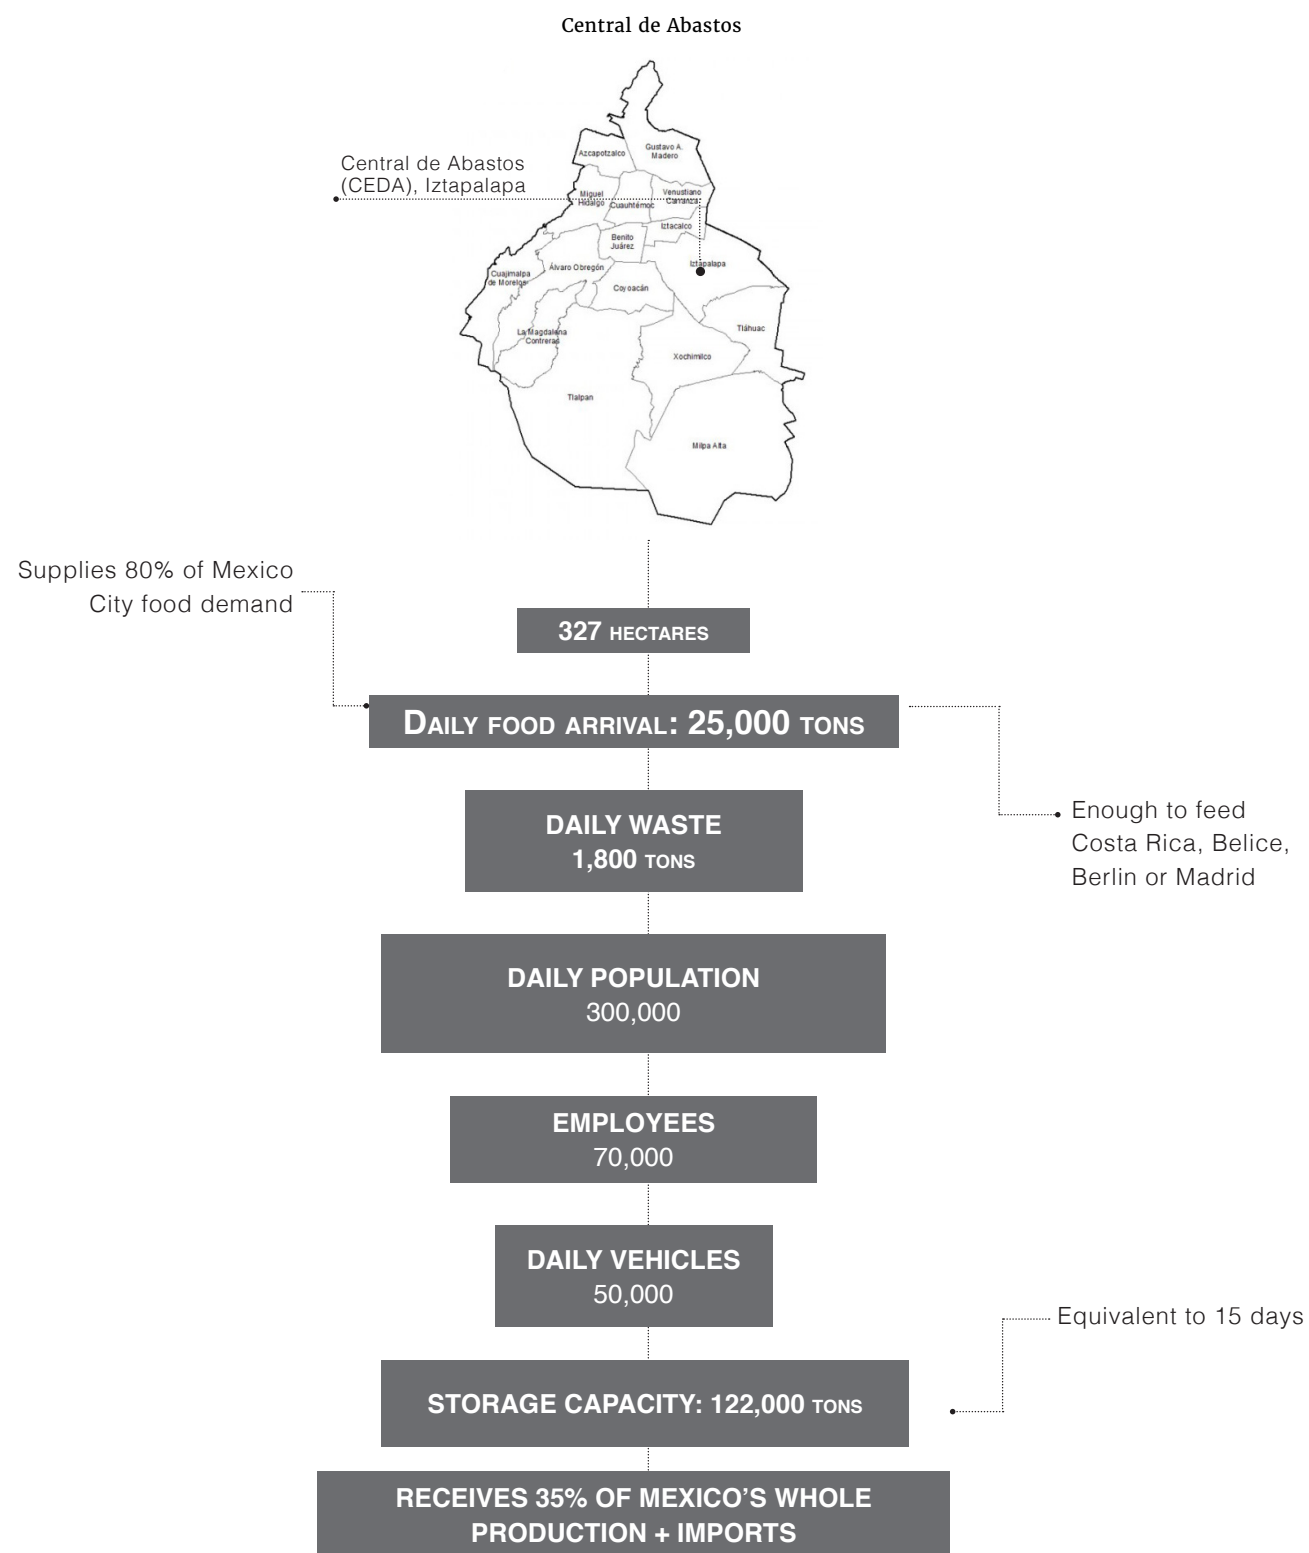 Central de Abastos
Central de Abastos
(CEDA), Iztapalapa
Azcapotzalco
Gustavo A.
Madero
Miguel
Hidalgo
Cuauhtémoc
Venustiano
Carranza
Iztacalco
Benito
Juárez
Iztapalapa
Álvaro Obregón
Cuajimalpa
de Morelos
Coyoacán
La Magdalena
Contreras
Tláhuac
Xochimilco
Tlalpan
Milpa Alta
Supplies 80% of Mexico
City food demand
327 HECTARES
DAILY FOOD ARRIVAL: 25,000 TONS
DAILY WASTE
1,800 TONS
Enough to feed
Costa Rica, Belice,
Berlin or Madrid
DAILY POPULATION
300,000
EMPLOYEES
70,000
DAILY VEHICLES
50,000
Equivalent to 15 days
STORAGE CAPACITY: 122,000 TONS
RECEIVES 35% OF MEXICO'S WHOLE
PRODUCTION + IMPORTS